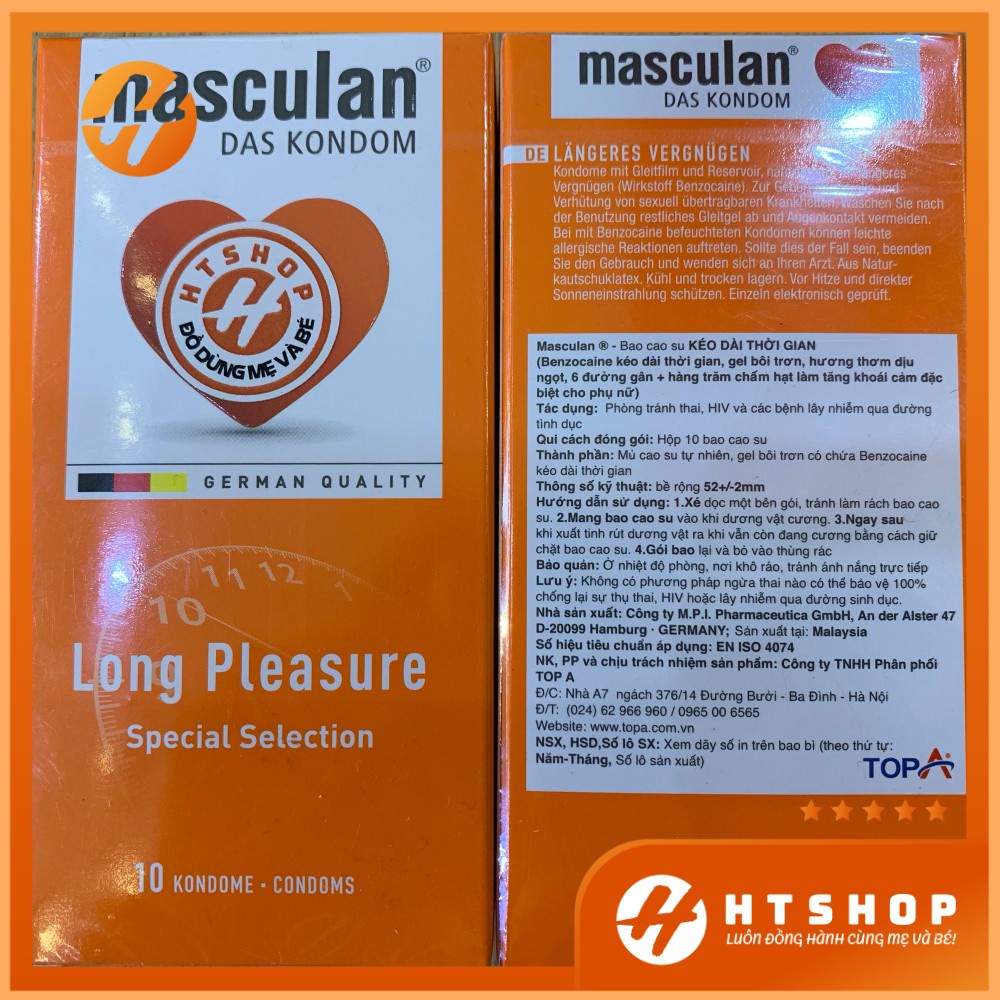 HTSHOP
masculan®
DAS KONDOM
HTSHOP
ĐỒ DÙNG MẸ VÀ BÉ
GERMAN QUALITY
10 11 12 1
Long Pleasure
Special Selection
10 KONDOME · CONDOMS
masculan®
DAS KONDOM
DE LÄNGERES VERGNÜGEN
Kondome mit Gleitfilm und Reservoir,
Vergnügen (Wirkstoff Benzocaine). Zur
Verhütung von sexuell übertragbaren Krankheiten. Waschen Sie nach
der Benutzung restliches Gleitgel ab und Augenkontakt vermeiden.
Bei mit Benzocaine befeuchteten Kondomen können leichte
allergische Reaktionen auftreten. Sollte dies der Fall sein, beenden
Sie den Gebrauch und wenden sich an Ihren Arzt. Aus Natur-
kautschuklatex. Kühl und trocken lagern. Vor Hitze und direkter
Sonneneinstrahlung schützen. Einzeln elektronisch geprüft.
Masculan ® - Bao cao su KÉO DÀI THỜI GIAN
(Benzocaine kéo dài thời gian, gel bôi trơn, hương thơm dịu
ngọt, 6 đường gân + hàng trăm chấm hạt làm tăng khoái cảm đặc
biệt cho phụ nữ)
Tác dụng: Phòng tránh thai, HIV và các bệnh lây nhiễm qua đường
tình dục
Qui cách đóng gói: Hộp 10 bao cao su
Thành phần: Mủ cao su tự nhiên, gel bôi trơn có chứa Benzocaine
kéo dài thời gian
Thông số kỹ thuật: bề rộng 52+/-2mm
Hướng dẫn sử dụng: 1.Xé dọc một bên gói, tránh làm rách bao cao
su. 2.Mang bao cao su vào khi dương vật cương. 3.Ngay sau
khi xuất tinh rút dương vật ra khi vẫn còn đang cương bằng cách giữ
chặt bao cao su. 4.Gói bao lại và bỏ vào thùng rác
Bảo quản: Ở nhiệt độ phòng, nơi khô ráo, tránh ánh nắng trực tiếp
Lưu ý: Không có phương pháp ngừa thai nào có thể bảo vệ 100%
chống lại sự thụ thai, HIV hoặc lây nhiễm qua đường sinh dục.
Nhà sản xuất: Công ty M.P.I. Pharmaceutica GmbH, An der Alster 47
D-20099 Hamburg · GERMANY; Sản xuất tại: Malaysia
Số hiệu tiêu chuẩn áp dụng: EN ISO 4074
NK, PP và chịu trách nhiệm sản phẩm: Công ty TNHH Phân phối
TOP A
Đ/C: Nhà A7 ngách 376/14 Đường Bưởi - Ba Đình - Hà Nội
Đ/T: (024) 62 966 960 / 0965 00 6565
Website: www.topa.com.vn
NSX, HSD,Số lô SX: Xem dãy số in trên bao bì (theo thứ tự:
Năm-Tháng, Số lô sản xuất)
TOPA
HTSHOP
LUÔN ĐỒNG HÀNH CÙNG MẸ VÀ BÉ!